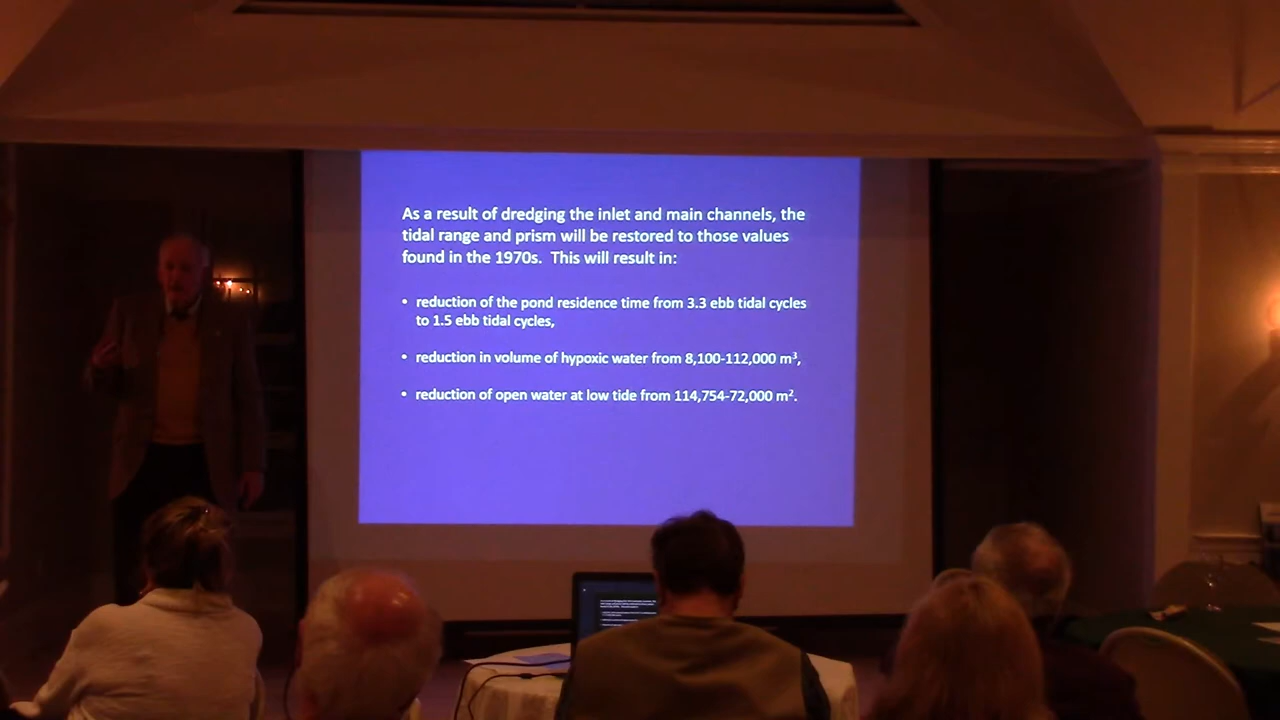 As a result of dredging the inlet and main channels, the
tidal range and prism will be restored to those values
found in the 1970s.  This will result in:
• reduction of the pond residence time from 3.3 ebb tidal cycles
to 1.5 ebb tidal cycles,
• reduction in volume of hypoxic water from 8,100-112,000 m³,
• reduction of open water at low tide from 114,754-72,000 m².